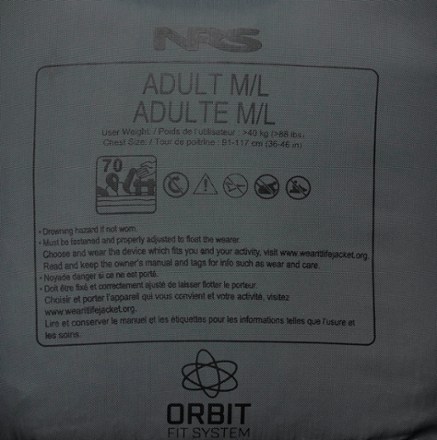 NRS
ADULT M/L
ADULTE M/L
User Weight: / Poids de l'utilisateur : >40 kg (>88 lbs.)
Chest Size: / Tour de poitrine : 91-117 cm (36-46 in)
70
• Drowning hazard if not worn.
• Must be fastened and properly adjusted to float the wearer.
Choose and wear the device which fits you and your activity, visit www.wearitlifejacket.org.
Read and keep the owner's manual and tags for info such as wear and care.
• Noyade danger si ce ne est porté.
• Doit être fixé et correctement ajusté de laisser flotter le porteur.
Choisir et porter l'appareil qui vous convient et votre activité, visitez
www.wearitlifejacket.org.
Lire et conserver le manuel et les étiquettes pour les informations telles que l'usure et
les soins.
ORBIT
FIT SYSTEM